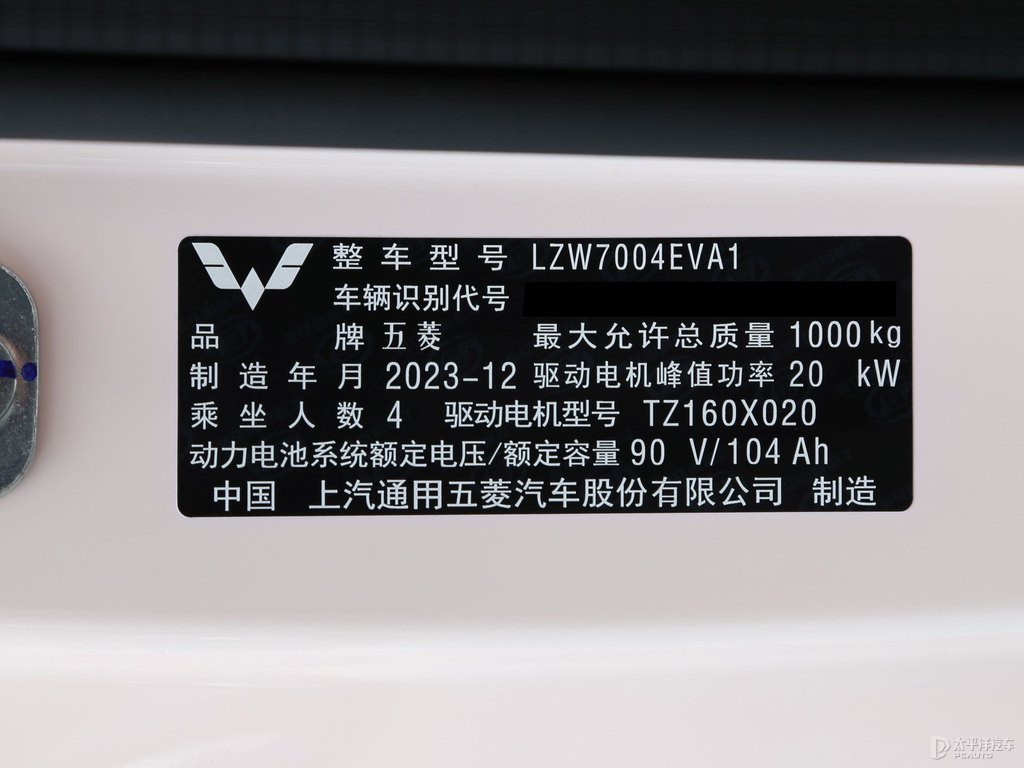 整车型号 LZW7004EVA1
车辆识别代号
品牌 五菱 最大允许总质量 1000kg
制造年月 2023-12 驱动电机峰值功率 20 kW
乘坐人数 4 驱动电机型号 TZ160X020
动力电池系统额定电压/额定容量 90 V/104 Ah
中国 上汽通用五菱汽车股份有限公司 制造
太平洋汽车
PCAUTO